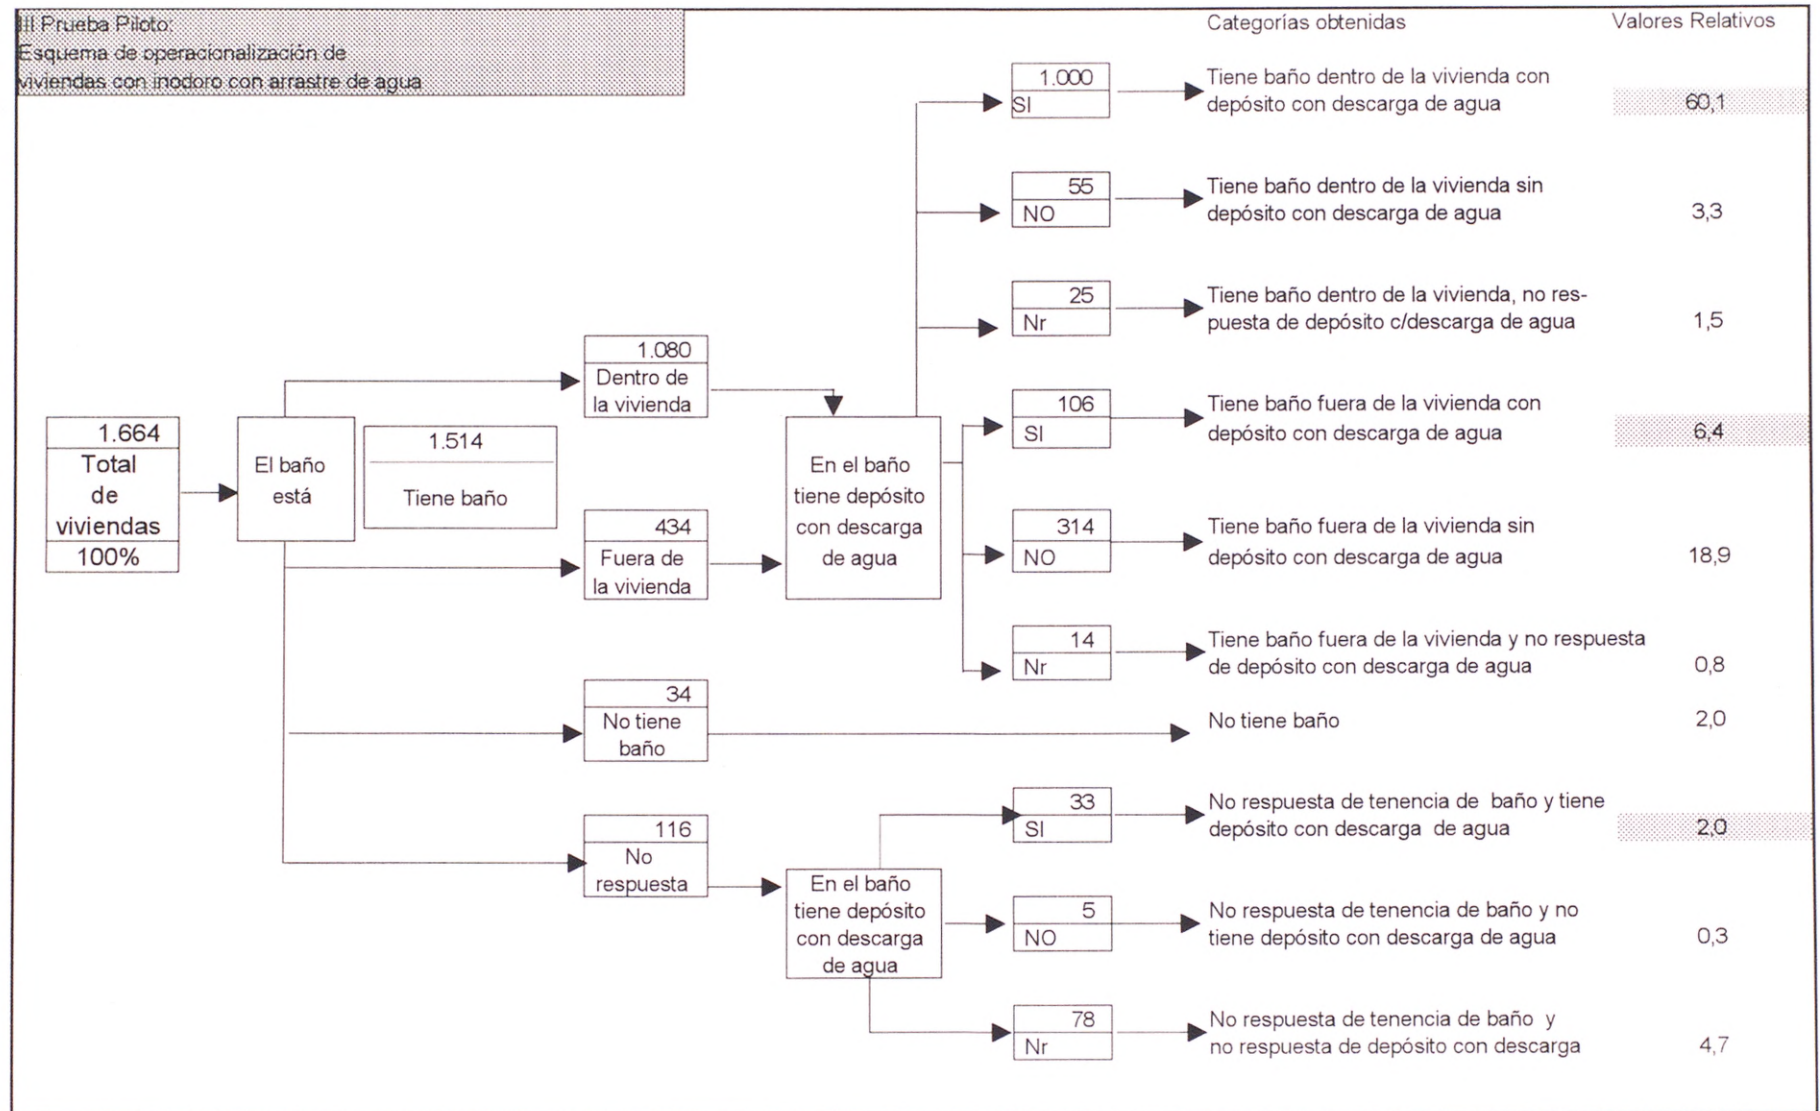 III Prueba Piloto:
Esquema de operacionalización de
viviendas con inodoro con arrastre de agua
Categorías obtenidas
Valores Relativos
1.664
Total
de
viviendas
100%
El baño
está
1.514
Tiene baño
1.080
Dentro de
la vivienda
434
Fuera de
la vivienda
34
No tiene
baño
116
No
respuesta
En el baño
tiene depósito
con descarga
de agua
En el baño
tiene depósito
con descarga
de agua
1.000
SI
Tiene baño dentro de la vivienda con
depósito con descarga de agua
60,1
55
NO
Tiene baño dentro de la vivienda sin
depósito con descarga de agua
3,3
25
Nr
Tiene baño dentro de la vivienda, no res-
puesta de depósito c/descarga de agua
1,5
106
SI
Tiene baño fuera de la vivienda con
depósito con descarga de agua
6,4
314
NO
Tiene baño fuera de la vivienda sin
depósito con descarga de agua
18,9
14
Nr
Tiene baño fuera de la vivienda y no respuesta
de depósito con descarga de agua
0,8
No tiene baño
2,0
33
SI
No respuesta de tenencia de baño y tiene
depósito con descarga de agua
2,0
5
NO
No respuesta de tenencia de baño y no
tiene depósito con descarga de agua
0,3
78
Nr
No respuesta de tenencia de baño y
no respuesta de depósito con descarga
4,7